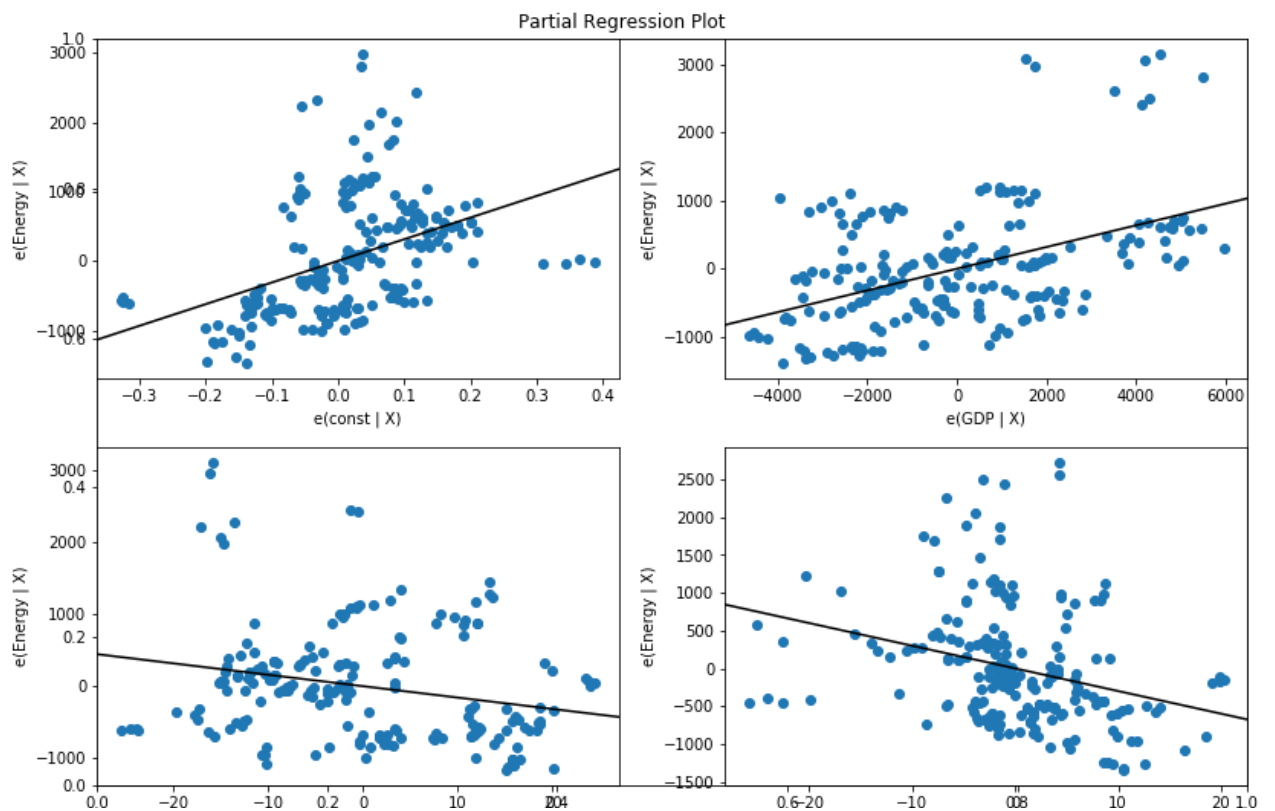 Partial Regression Plot
1.0
3000
2000
1000
0
−1000
0.6
e(Energy | X)
−0.3 −0.2 −0.1 0.0 0.1 0.2 0.3 0.4
e(const | X)
3000
2000
1000
0
−1000
e(Energy | X)
−4000 −2000 0 2000 4000 6000
e(GDP | X)
3000
0.4
2000
1000
0.2
0
−1000
0.0
e(Energy | X)
0.0 −20 −10 0.2 0 10
2500
2000
1500
1000
500
0
−500
−1000
−1500
e(Energy | X)
0.6 −20 −10 10 20 1.0